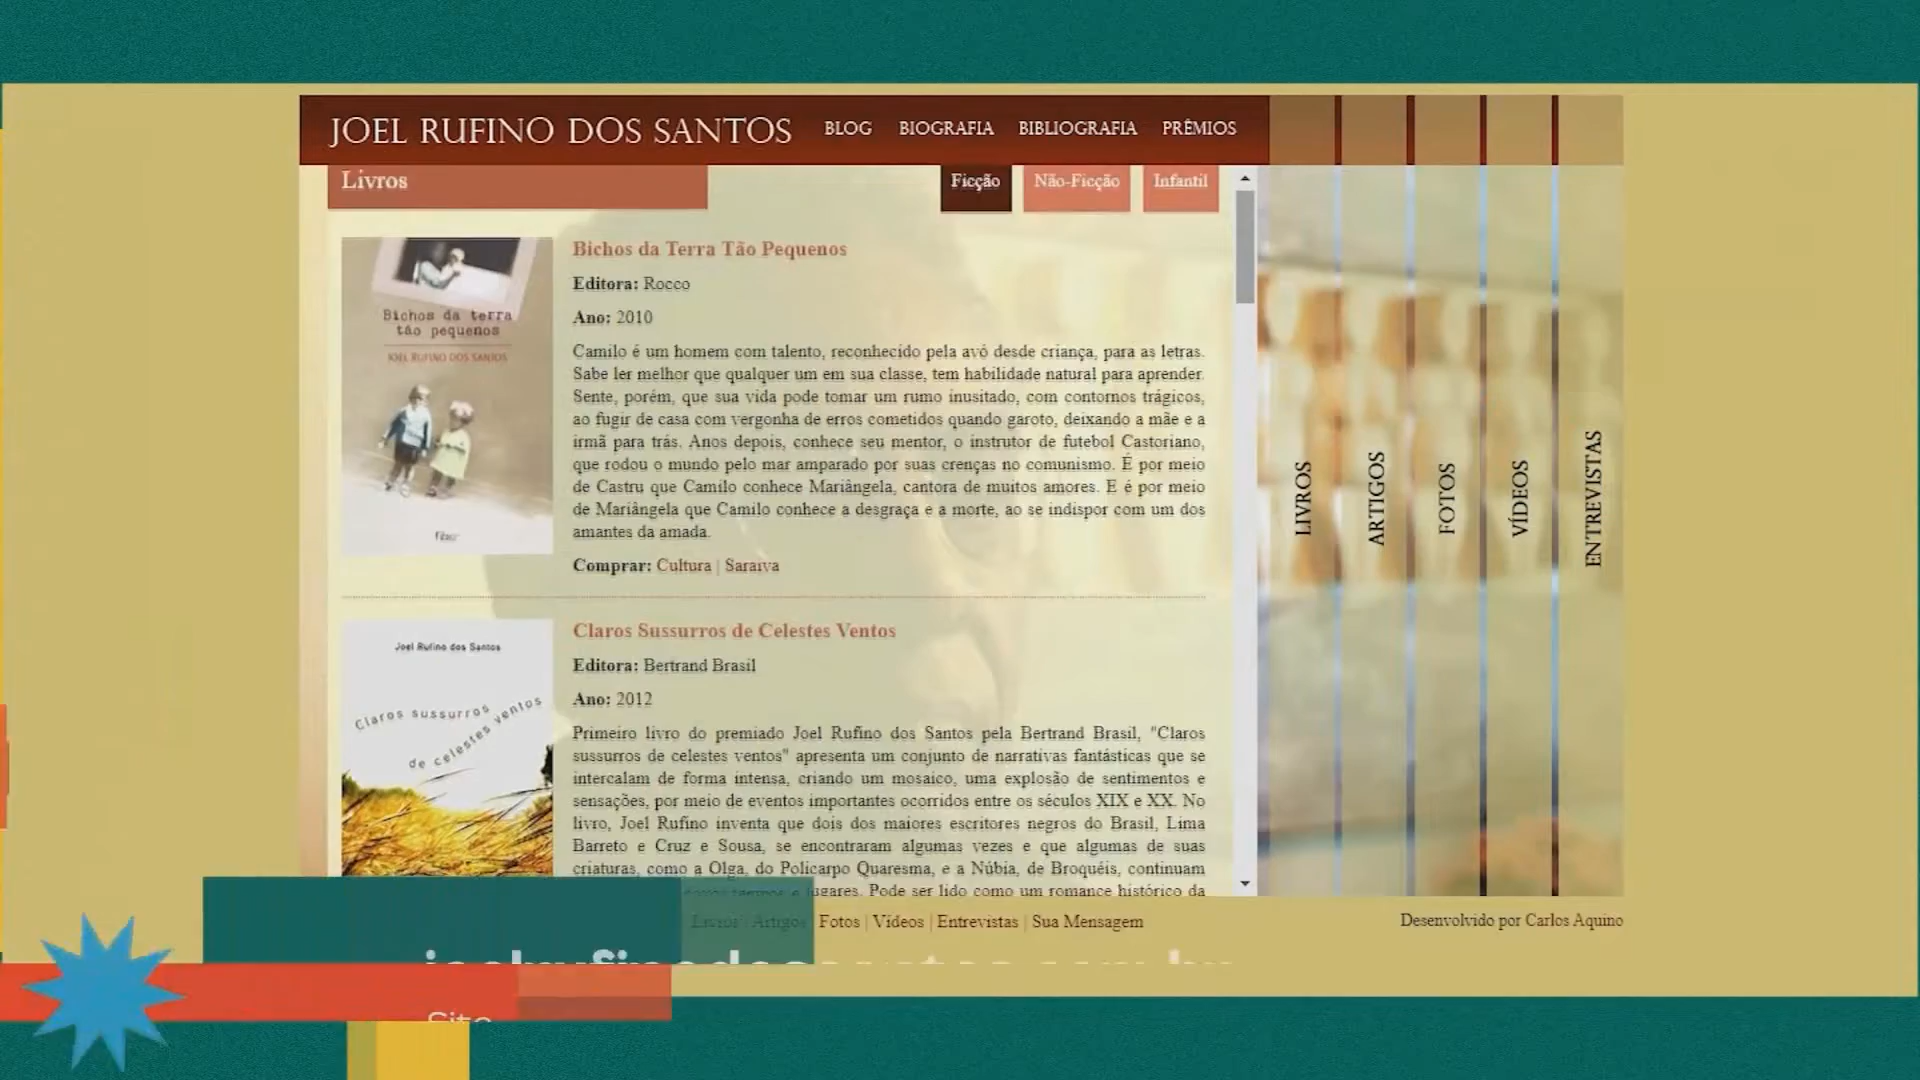 JOEL RUFINO DOS SANTOS
BLOG BIOGRAFIA BIBLIOGRAFIA PRÊMIOS
Livros
Ficção Não-Ficção Infantil
Bichos da terra
tão pequenos
JOEL RUFINO DOS SANTOS
Bichos da Terra Tão Pequenos
Editora: Rocco
Ano: 2010
Camilo é um homem com talento, reconhecido pela avó desde criança, para as letras.
Sabe ler melhor que qualquer um em sua classe, tem habilidade natural para aprender.
Sente, porém, que sua vida pode tomar um rumo inusitado, com contornos trágicos,
ao fugir de casa com vergonha de erros cometidos quando garoto, deixando a mãe e a
irmã para trás. Anos depois, conhece seu mentor, o instrutor de futebol Castoriano,
que rodou o mundo pelo mar amparado por suas crenças no comunismo. É por meio
de Castru que Camilo conhece Mariângela, cantora de muitos amores. E é por meio
de Mariângela que Camilo conhece a desgraça e a morte, ao se indispor com um dos
amantes da amada.
Comprar: Cultura | Saraiva
Joel Rufino dos Santos
Claros sussurros
de celestes ventos
Claros Sussurros de Celestes Ventos
Editora: Bertrand Brasil
Ano: 2012
Primeiro livro do premiado Joel Rufino dos Santos pela Bertrand Brasil, "Claros
sussurros de celestes ventos" apresenta um conjunto de narrativas fantásticas que se
intercalam de forma intensa, criando um mosaico, uma explosão de sentimentos e
sensações, por meio de eventos importantes ocorridos entre os séculos XIX e XX. No
livro, Joel Rufino inventa que dois dos maiores escritores negros do Brasil, Lima
Barreto e Cruz e Sousa, se encontraram algumas vezes e que algumas de suas
criaturas, como a Olga, do Policarpo Quaresma, e a Núbia, de Broquéis, continuam
lugares. Pode ser lido como um romance histórico da
LIVROS
ARTIGOS
FOTOS
VÍDEOS
ENTREVISTAS
Livros | Artigos | Fotos | Vídeos | Entrevistas | Sua Mensagem
Desenvolvido por Carlos Aquino
Site